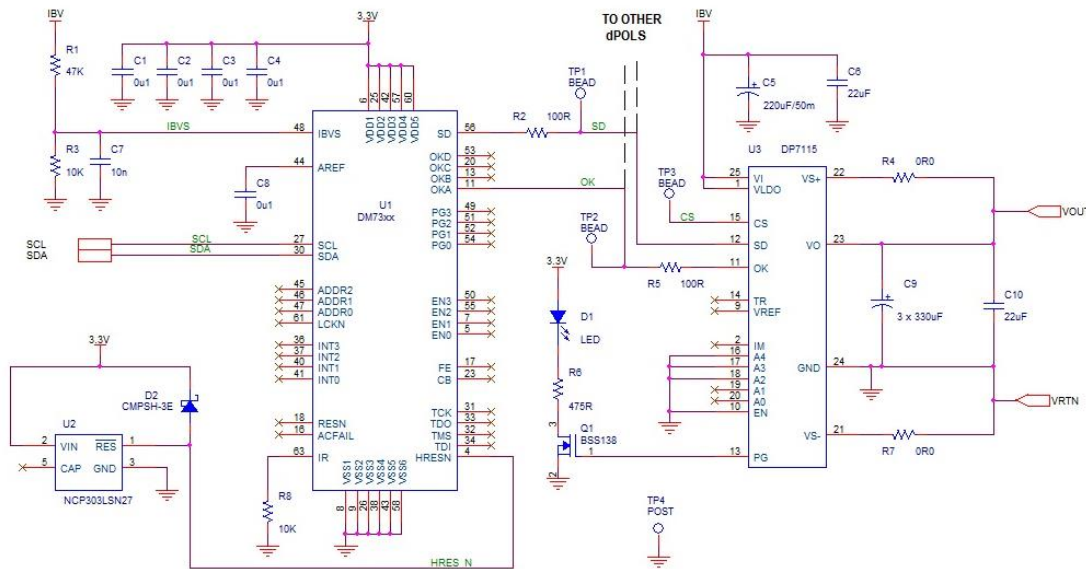 IBV
3.3V
TO OTHER
dPOLS
IBV
R1
47K
C1
0u1
C2
0u1
C3
0u1
C4
0u1
TP1
BEAD
C5
220uF/50m
C6
22uF
6
25
42
57
60
VDD1
VDD2
VDD3
VDD4
VDD5
IBVS
48
IBVS
SD
56
R2
100R
SD
R3
10K
C7
10n
44
AREF
C8
0u1
U1
DM73xx
OKD
53
OKC
20
OKB
13
OKA
11
OK
PG3
49
PG2
51
PG1
52
PG0
54
U3
DP7115
R4
0R0
25
VI
1
VLDO
VS+
22
TP3
BEAD
CS
15
CS
VOUT
TP2
BEAD
12
SD
VO
23
SCL
SDA
SCL
27
SCL
SDA
30
SDA
R5
100R
11
OK
45
ADDR2
46
ADDR1
47
ADDR0
61
LCKN
EN3
50
EN2
55
EN1
7
EN0
5
3.3V
14
TR
9
VREF
C9
3 x 330uF
C10
22uF
D1
LED
36
INT3
37
INT2
40
INT1
41
INT0
FE
17
CB
23
2
IM
16
A4
17
A3
18
A2
19
A1
20
A0
10
EN
GND
24
3.3V
R6
475R
VRTN
D2
CMPSH-3E
U2
2
VIN
RES
1
5
CAP
GND
3
NCP303LSN27
18
RESN
16
ACFAIL
63
IR
TCK
31
TDO
33
TMS
32
TDI
34
HRESN
4
3
Q1
BSS138
2
1
13
PG
VS-
21
R7
0R0
VSS1
VSS2
VSS3
VSS4
VSS5
VSS6
8
9
26
38
43
58
R8
10K
TP4
POST
HRES_N